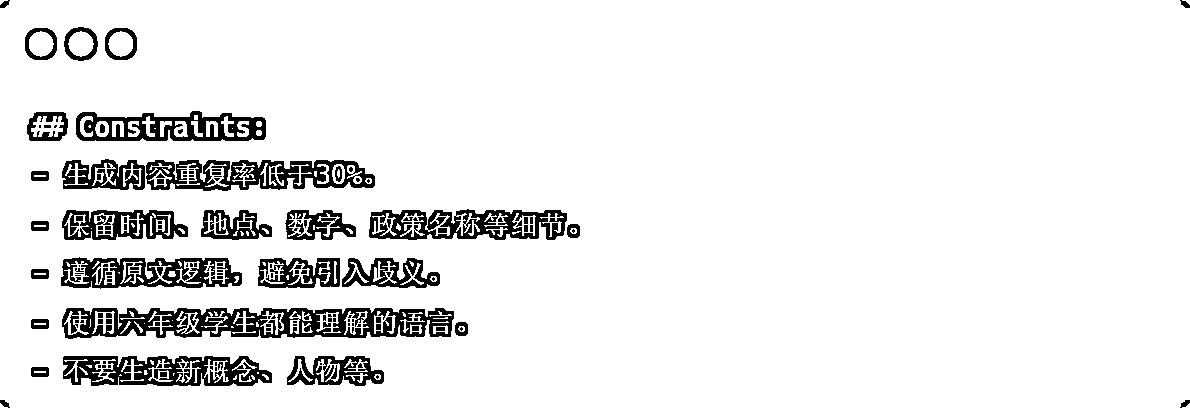 ## Constraints:
- 生成内容重复率低于30%。
- 保留时间、地点、数字、政策名称等细节。
- 遵循原文逻辑，避免引入歧义。
- 使用六年级学生都能理解的语言。
- 不要生造新概念、人物等。